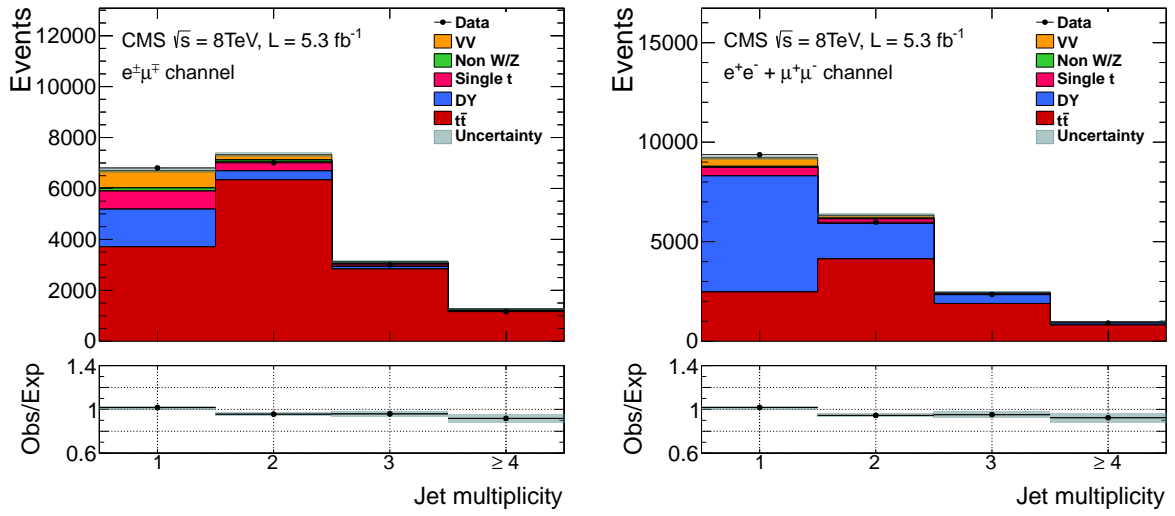 Events
12000
10000
8000
6000
4000
2000
0
CMS √s = 8TeV, L = 5.3 fb⁻¹
e±μ∓ channel
Data
VV
Non W/Z
Single t
DY
tt̄
Uncertainty
Obs/Exp
1.4
1
0.6
1 2 3 ≥ 4
Jet multiplicity
Events
15000
10000
5000
0
CMS √s = 8TeV, L = 5.3 fb⁻¹
e⁺e⁻ + μ⁺μ⁻ channel
Data
VV
Non W/Z
Single t
DY
tt̄
Uncertainty
Obs/Exp
1.4
1
0.6
1 2 3 ≥ 4
Jet multiplicity